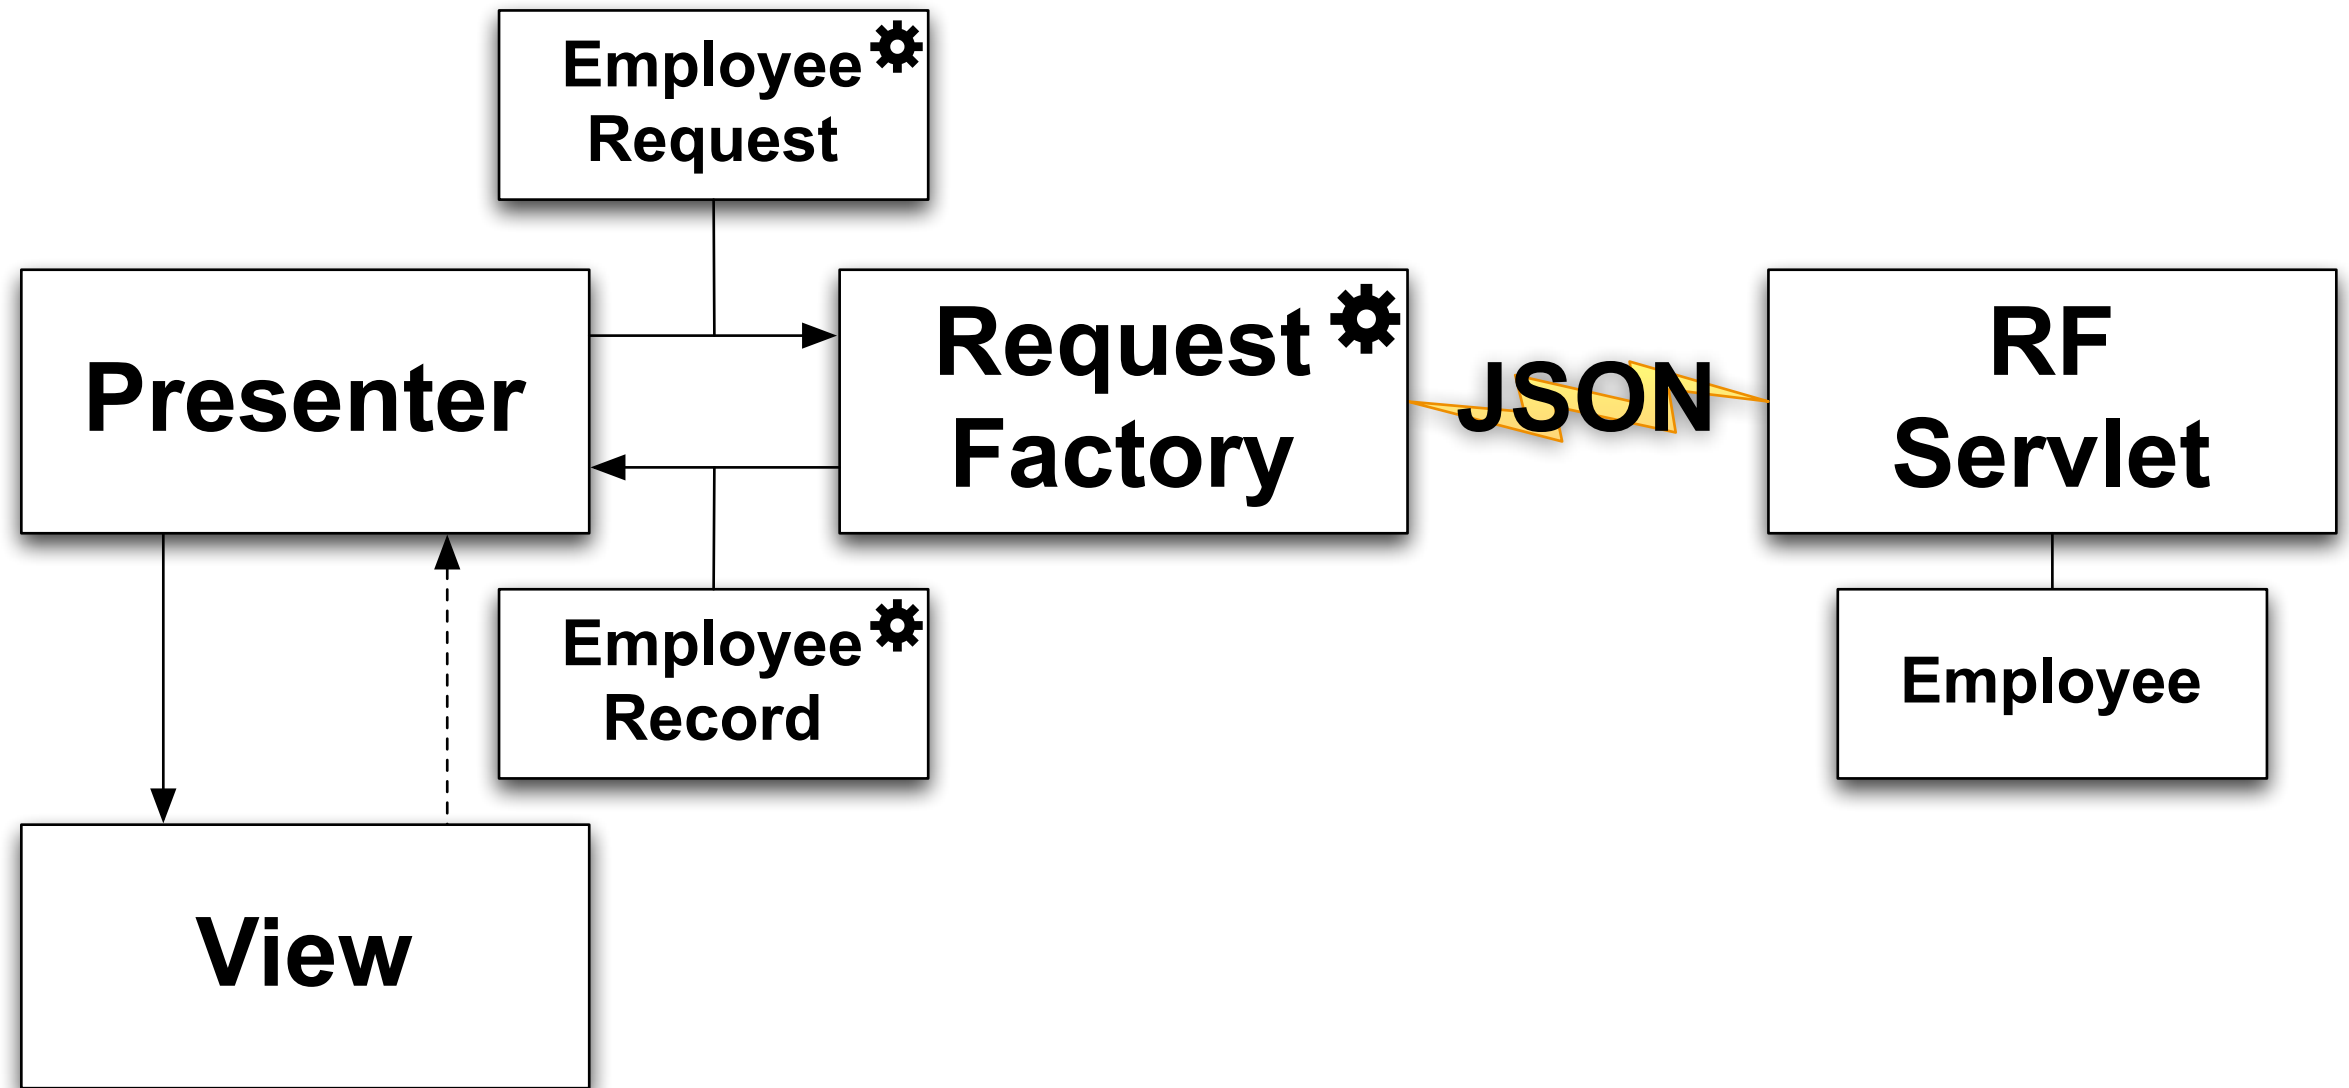 Employee
Request
Presenter
Request
Factory
JSON
RF
Servlet
Employee
Record
Employee
View